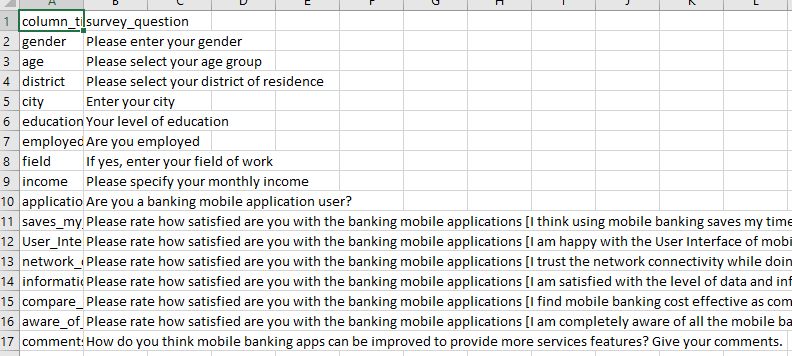 A B C D E F G H I J K L
1 column_ti survey_question
2 gender Please enter your gender
3 age Please select your age group
4 district Please select your district of residence
5 city Enter your city
6 education Your level of education
7 employed Are you employed
8 field If yes, enter your field of work
9 income Please specify your monthly income
10 applicatio Are you a banking mobile application user?
11 saves_my_ Please rate how satisfied are you with the banking mobile applications [I think using mobile banking saves my time
12 User_Inte Please rate how satisfied are you with the banking mobile applications [I am happy with the User Interface of mobi
13 network_ Please rate how satisfied are you with the banking mobile applications [I trust the network connectivity while doin
14 informatic Please rate how satisfied are you with the banking mobile applications [I am satisfied with the level of data and inf
15 compare_ Please rate how satisfied are you with the banking mobile applications [I find mobile banking cost effective as com
16 aware_of_ Please rate how satisfied are you with the banking mobile applications [I am completely aware of all the mobile ba
17 comments How do you think mobile banking apps can be improved to provide more services features? Give your comments.